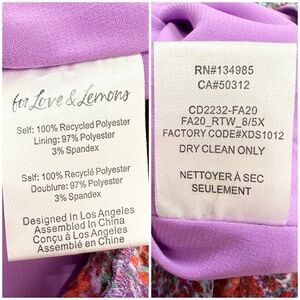 for Love & Lemons
Self: 100% Recycled Polyester
Lining: 97% Polyester
3% Spandex
Self: 100% Recyclé Polyester
Doublure: 97% Polyester
3% Spandex
Designed In Los Angeles
Assembled In China
Conçu à Los Angeles
Assemblé en Chine
RN#134985
CA#50312
CD2232-FA20
FA20_RTW_8/5X
FACTORY CODE#XDS1012
DRY CLEAN ONLY
NETTOYER À SEC
SEULEMENT